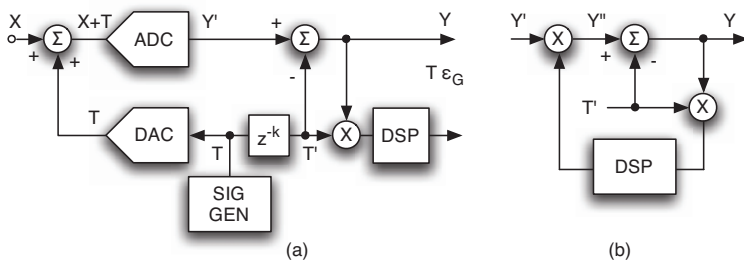 X
X+T
Y'
Y
Σ
+
+
ADC
+
Σ
-
T ε_G
T
DAC
T
z^-k
T'
X
DSP
SIG
GEN
(a)
Y'
X
Y"
Σ
+
-
Y
T'
X
DSP
(b)